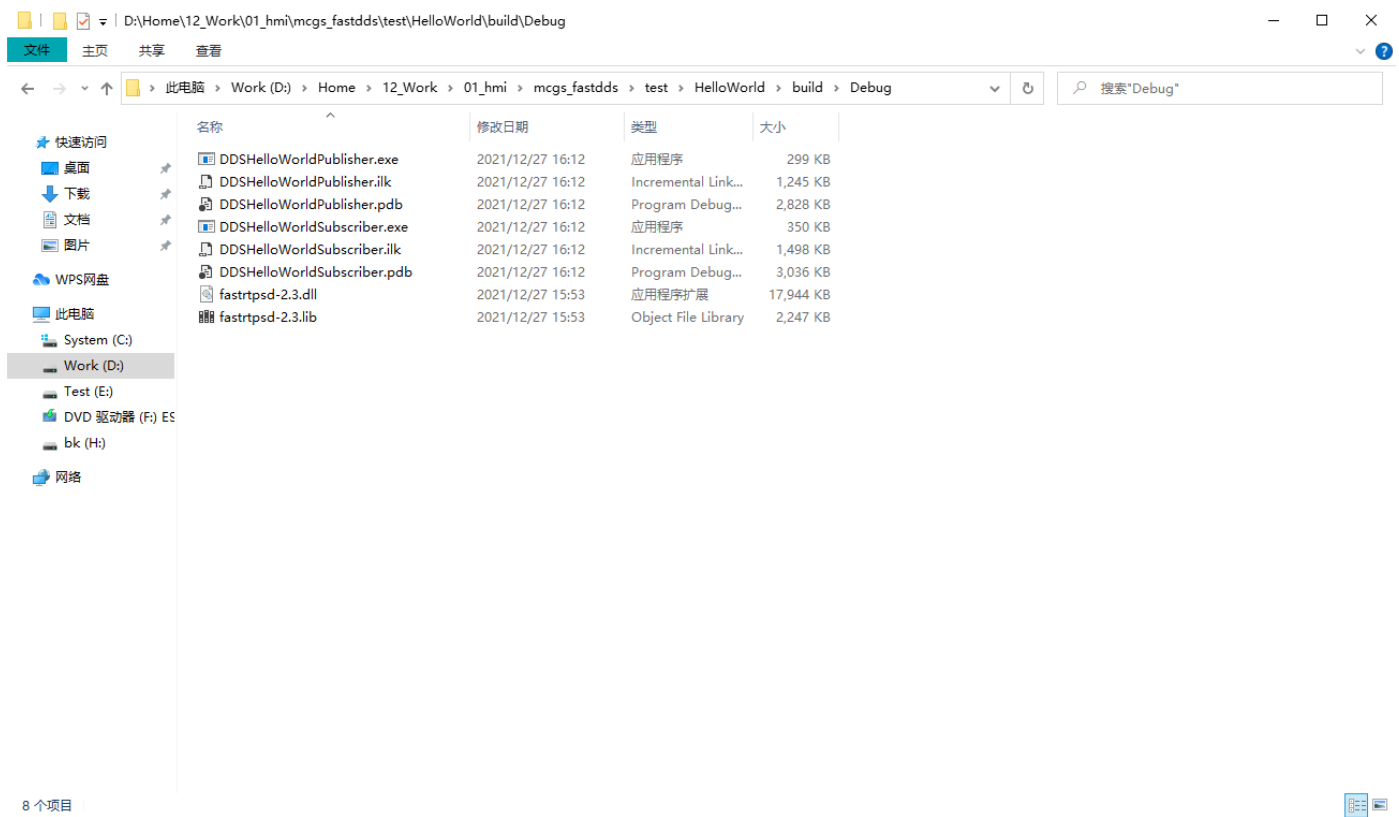 D:\Home\12_Work\01_hmi\mcgs_fastdds\test\HelloWorld\build\Debug
文件 主页 共享 查看
此电脑 Work (D:) Home 12_Work 01_hmi mcgs_fastdds test HelloWorld build Debug 搜索"Debug"
名称 修改日期 类型 大小
快速访问
桌面
下载
文档
图片
WPS网盘
此电脑
System (C:)
Work (D:)
Test (E:)
DVD 驱动器 (F:) ES
bk (H:)
网络
DDSHelloWorldPublisher.exe 2021/12/27 16:12 应用程序 299 KB
DDSHelloWorldPublisher.ilk 2021/12/27 16:12 Incremental Link... 1,245 KB
DDSHelloWorldPublisher.pdb 2021/12/27 16:12 Program Debug... 2,828 KB
DDSHelloWorldSubscriber.exe 2021/12/27 16:12 应用程序 350 KB
DDSHelloWorldSubscriber.ilk 2021/12/27 16:12 Incremental Link... 1,498 KB
DDSHelloWorldSubscriber.pdb 2021/12/27 16:12 Program Debug... 3,036 KB
fastrtpsd-2.3.dll 2021/12/27 15:53 应用程序扩展 17,944 KB
fastrtpsd-2.3.lib 2021/12/27 15:53 Object File Library 2,247 KB
8 个项目